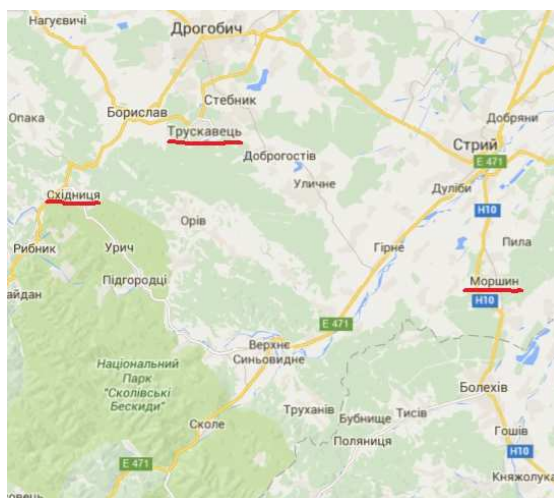 Нагуєвичі
Дрогобич
Стебник
Опака
Борислав
Трускавець
Добряни
Стрий
E 471
Доброгостів
Уличне
Дуліби
Східниця
H10
Орів
Рибник
Урич
Гірне
Пила
айдан
Підгородці
Моршин
H10
E 471
Верхнє
Синьовидне
Національний
Парк
"Сколівські
Бескиди"
Болехів
Труханів
Бубнище
Тисів
Сколе
Гошів
Поляниця
H10
E 471
Княжолука
овець